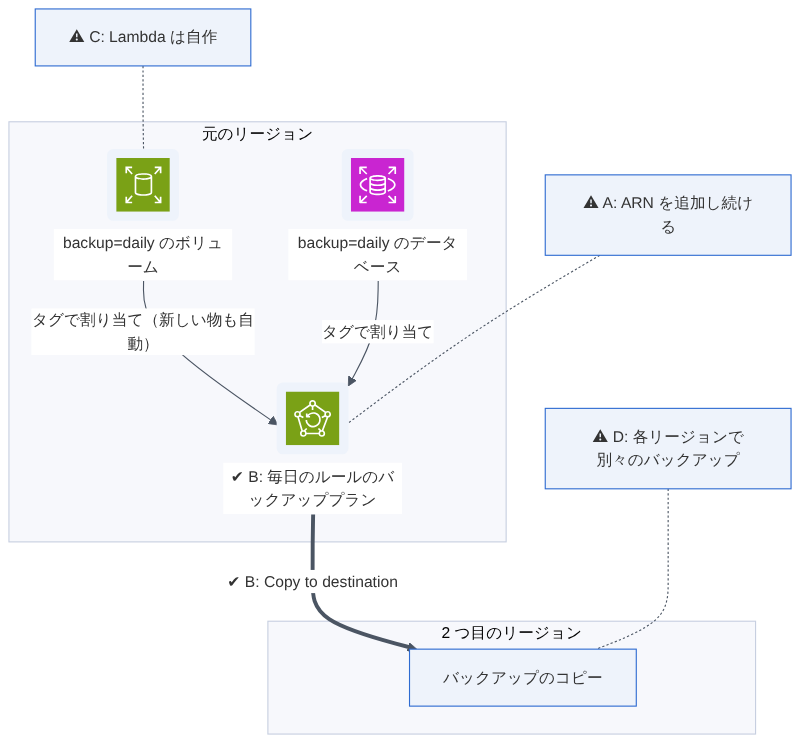 ⚠ C: Lambda は自作
元のリージョン
backup=daily のボリュ
ーム
backup=daily のデータ
ベース
⚠ A: ARN を追加し続け
る
タグで割り当て（新しい物も自
動）
タグで割り当て
⚠ D: 各リージョンで
別々のバックアップ
✔ B: 毎日のルールのバ
ックアッププラン
✔ B: Copy to destination
2 つ目のリージョン
バックアップのコピー